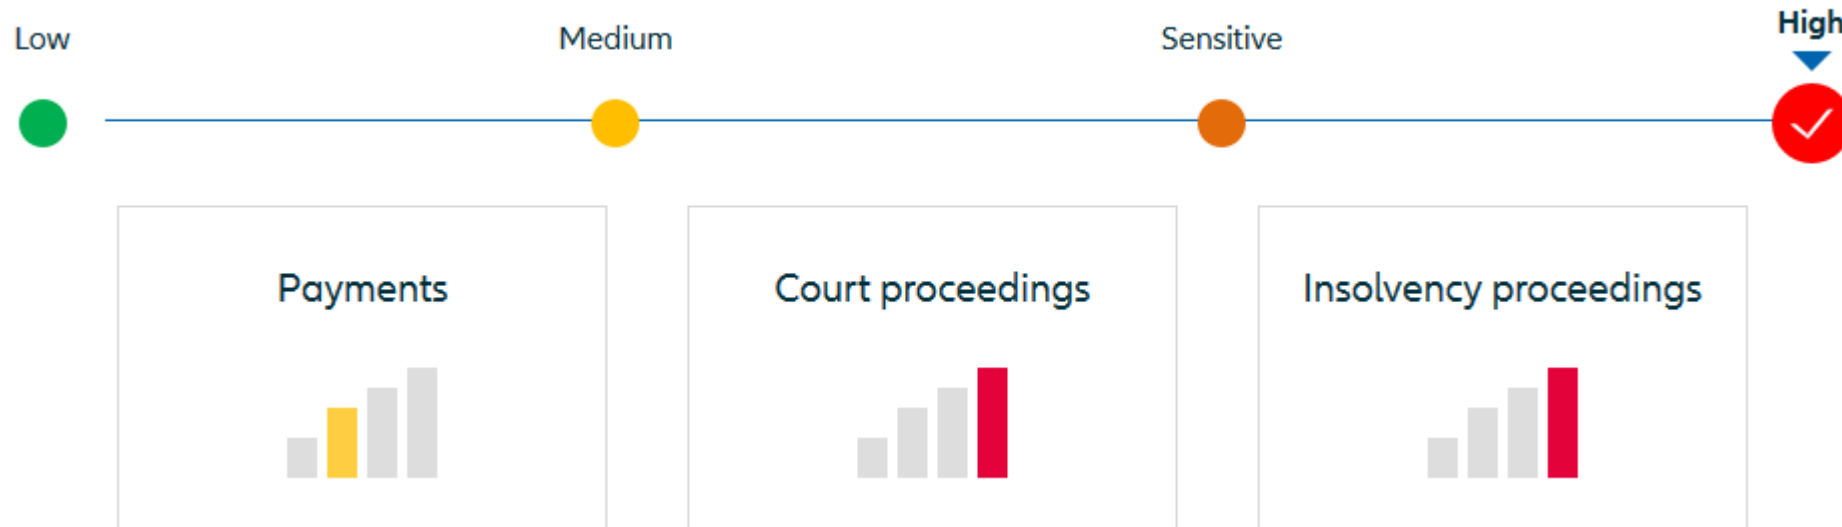 Low
Medium
Sensitive
High
Payments
Court proceedings
Insolvency proceedings